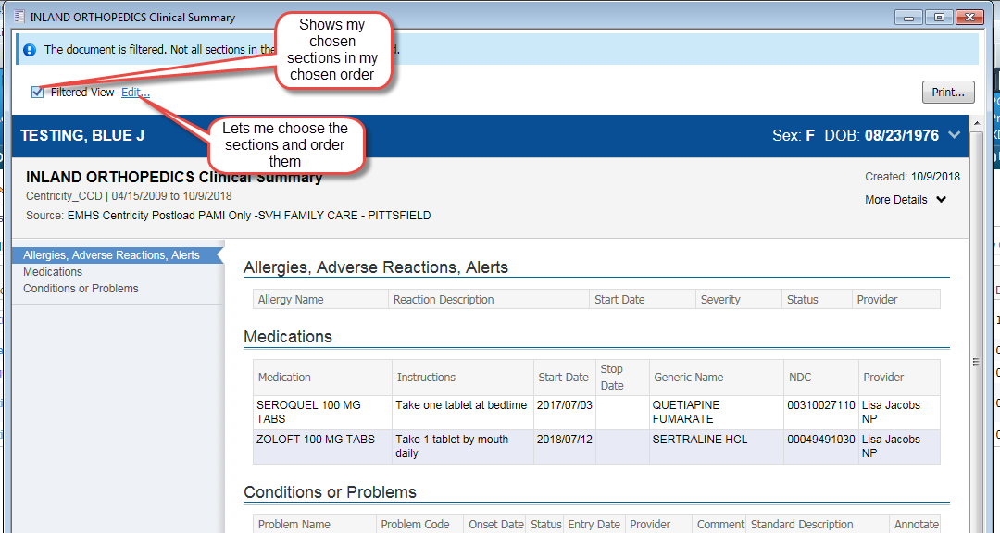 INLAND ORTHOPEDICS Clinical Summary
Shows my
chosen
sections in my
chosen order
The document is filtered. Not all sections in the d.
Filtered View Edit... Print...
Lets me choose the
sections and order
them
TESTING, BLUE J Sex: F DOB: 08/23/1976
INLAND ORTHOPEDICS Clinical Summary Created: 10/9/2018
Centricity_CCD | 04/15/2009 to 10/9/2018 More Details
Source: EMHS Centricity Postload PAMI Only -SVH FAMILY CARE - PITTSFIELD
Allergies, Adverse Reactions, Alerts
Medications
Conditions or Problems
Allergies, Adverse Reactions, Alerts
Allergy Name Reaction Description Start Date Severity Status Provider
Medications
Medication Instructions Start Date Stop Date Generic Name NDC Provider
SEROQUEL 100 MG TABS Take one tablet at bedtime 2017/07/03 QUETIAPINE FUMARATE 00310027110 Lisa Jacobs NP
ZOLOFT 100 MG TABS Take 1 tablet by mouth daily 2018/07/12 SERTRALINE HCL 00049491030 Lisa Jacobs NP
Conditions or Problems
Problem Name Problem Code Onset Date Status Entry Date Provider Comment Standard Description Annotate